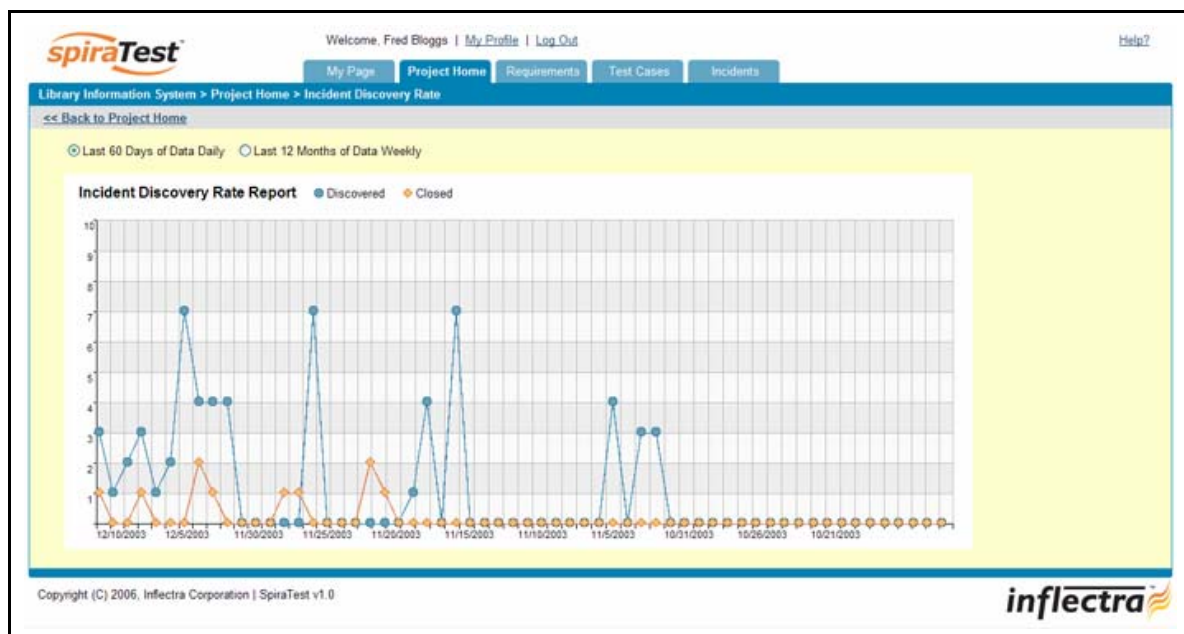 spiraTest
Welcome, Fred Bloggs | My Profile | Log Out
Help?
My Page
Project Home
Requirements
Test Cases
Incidents
Library Information System > Project Home > Incident Discovery Rate
<< Back to Project Home
Last 60 Days of Data Daily
Last 12 Months of Data Weekly
Incident Discovery Rate Report
Discovered
Closed
10
9
8
7
6
5
4
3
2
1
12/10/2003
12/5/2003
11/30/2003
11/25/2003
11/20/2003
11/15/2003
11/10/2003
11/5/2003
10/31/2003
10/26/2003
10/21/2003
Copyright (C) 2006, Inflectra Corporation | SpiraTest v1.0
inflectra